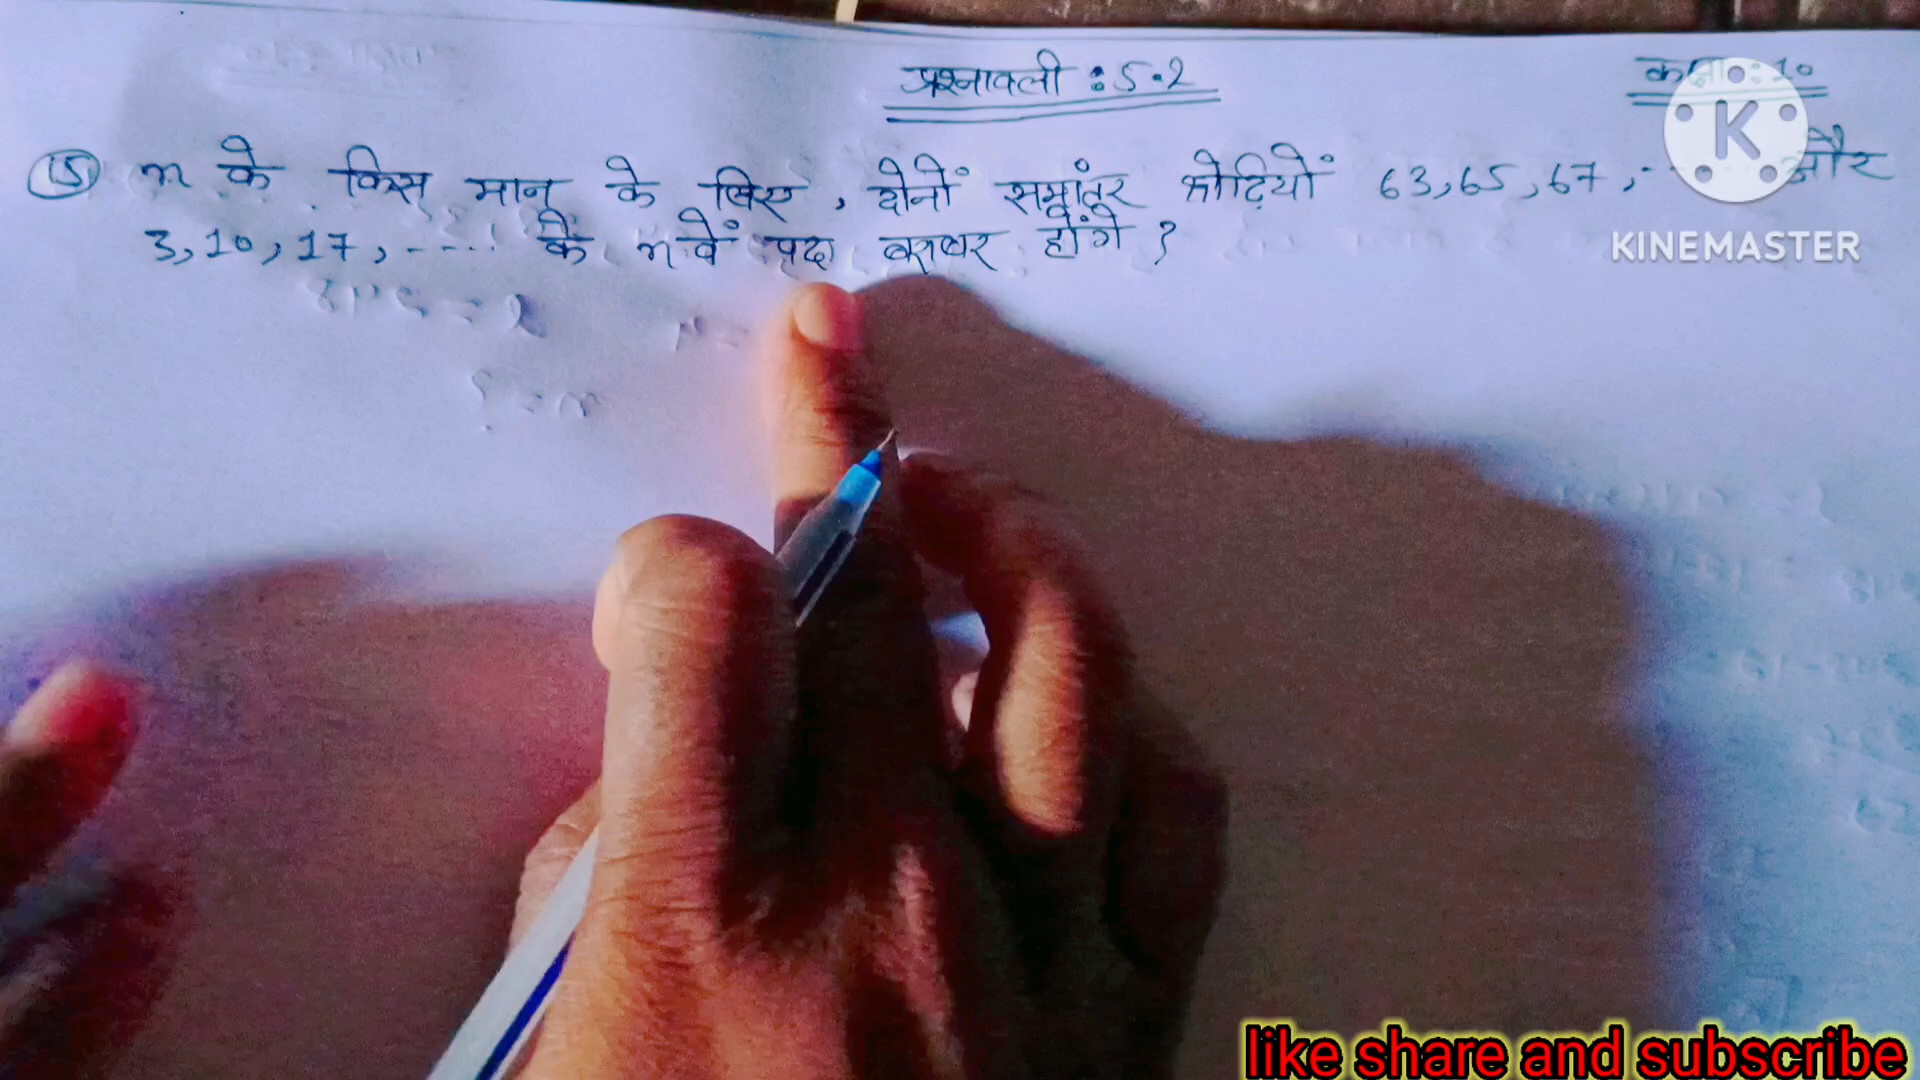 प्रश्नावली : 5.2
कक्षा : 10
(15) n के किस मान के लिए, दोनों समांतर श्रेढ़ियों 63, 65, 67, ---- और
3, 10, 17, ----- के nवें पद बराबर होंगे ?
K
KINEMASTER
like share and subscribe